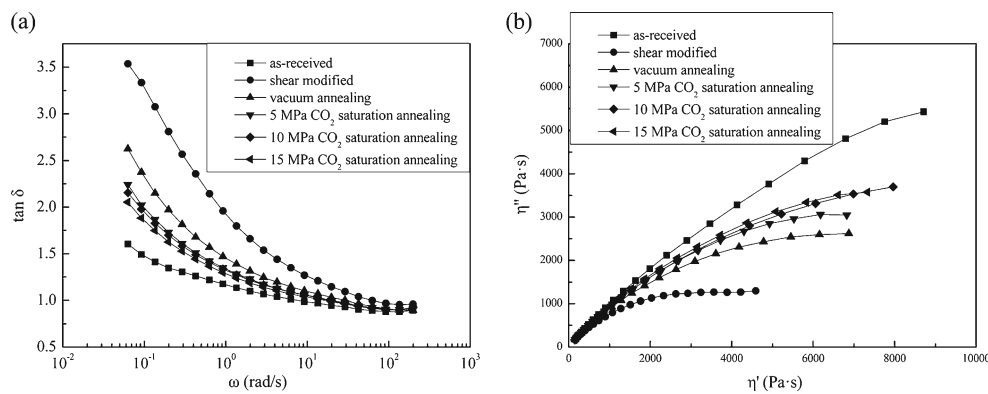 (a)
3.5
3.0
2.5
2.0
1.5
1.0
0.5
tan δ
as-received
shear modified
vacuum annealing
5 MPa CO₂ saturation annealing
10 MPa CO₂ saturation annealing
15 MPa CO₂ saturation annealing
10⁻² 10⁻¹ 10⁰ 10¹ 10² 10³
ω (rad/s)
(b)
7000
6000
5000
4000
3000
2000
1000
0
η'' (Pa·s)
as-received
shear modified
vacuum annealing
5 MPa CO₂ saturation annealing
10 MPa CO₂ saturation annealing
15 MPa CO₂ saturation annealing
0 2000 4000 6000 8000 10000
η' (Pa·s)